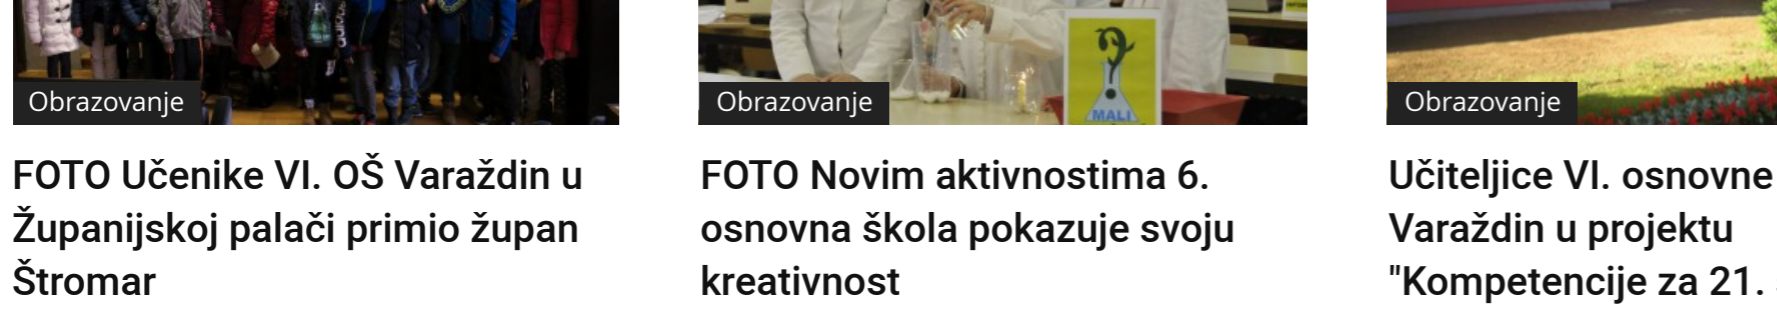 Obrazovanje
FOTO Učenike VI. OŠ Varaždin u
Županijskoj palači primio župan
Štromar
MALI
Obrazovanje
FOTO Novim aktivnostima 6.
osnovna škola pokazuje svoju
kreativnost
Obrazovanje
Učiteljice VI. osnovne
Varaždin u projektu
"Kompetencije za 21.